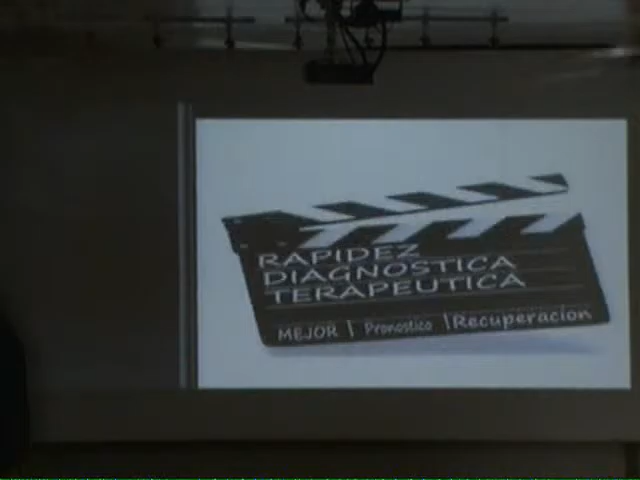 RAPIDEZ
DIAGNOSTICA
TERAPEUTICA
MEJOR | Pronostico | Recuperacion